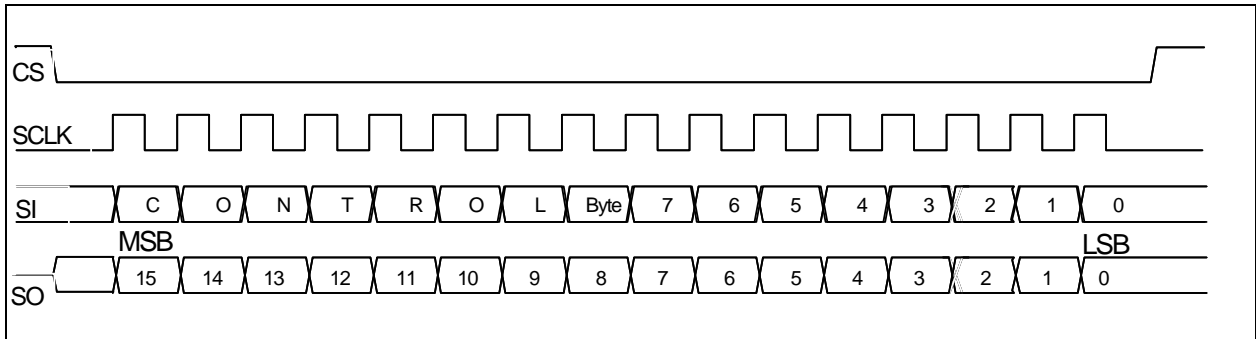 CS
SCLK
SI C O N T R O L Byte 7 6 5 4 3 2 1 0
MSB LSB
SO 15 14 13 12 11 10 9 8 7 6 5 4 3 2 1 0